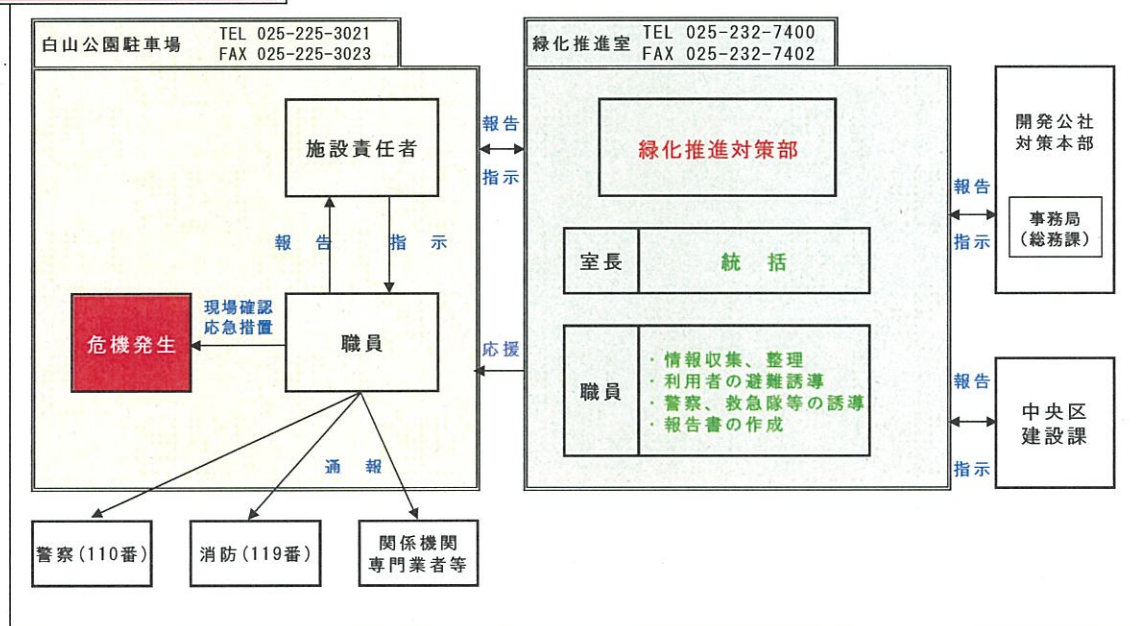 白山公園駐車場
TEL 025-225-3021
FAX 025-225-3023
緑化推進室
TEL 025-232-7400
FAX 025-232-7402
施設責任者
報告
指示
緑化推進対策部
開発公社
対策本部
報告
指示
事務局
(総務課)
報告
指示
室長
統括
危機発生
現場確認
応急措置
職員
応援
職員
・情報収集、整理
・利用者の避難誘導
・警察、救急隊等の誘導
・報告書の作成
報告
指示
中央区
建設課
通報
警察(110番)
消防(119番)
関係機関
専門業者等